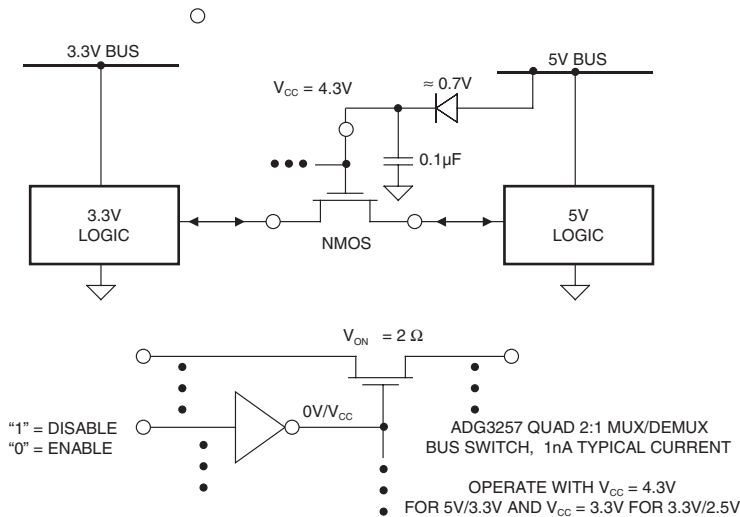 3.3V BUS
5V BUS
V_CC = 4.3V
≈ 0.7V
0.1µF
3.3V
LOGIC
5V
LOGIC
NMOS
V_ON = 2 Ω
0V/V_CC
“1” = DISABLE
“0” = ENABLE
ADG3257 QUAD 2:1 MUX/DEMUX
BUS SWITCH, 1nA TYPICAL CURRENT
OPERATE WITH V_CC = 4.3V
FOR 5V/3.3V AND V_CC = 3.3V FOR 3.3V/2.5V